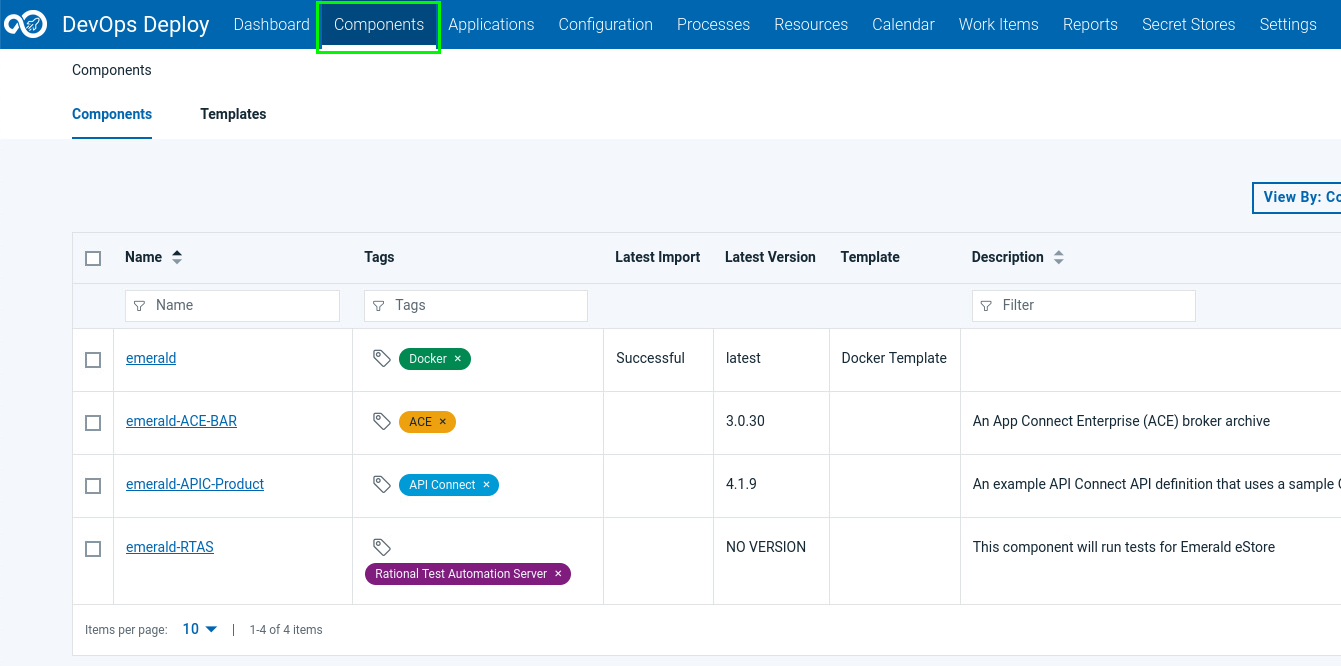 DevOps Deploy Dashboard Components Applications Configuration Processes Resources Calendar Work Items Reports Secret Stores Settings
Components
Components Templates
View By: Co
Name Tags Latest Import Latest Version Template Description
Name Tags Filter
emerald Docker × Successful latest Docker Template
emerald-ACE-BAR ACE × 3.0.30 An App Connect Enterprise (ACE) broker archive
emerald-APIC-Product API Connect × 4.1.9 An example API Connect API definition that uses a sample
emerald-RTAS NO VERSION This component will run tests for Emerald eStore
Rational Test Automation Server ×
Items per page: 10 | 1-4 of 4 items